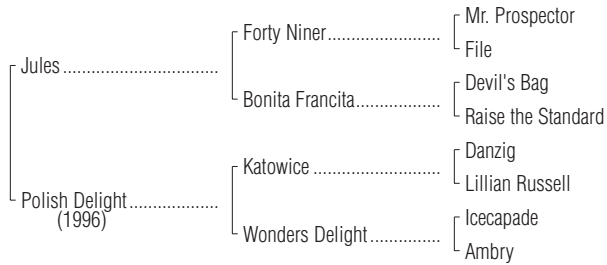 Mr. Prospector
Forty Niner
File
Jules
Devil's Bag
Bonita Francita
Raise the Standard
Danzig
Katowice
Lillian Russell
Polish Delight
(1996)
Icecapade
Wonders Delight
Ambry